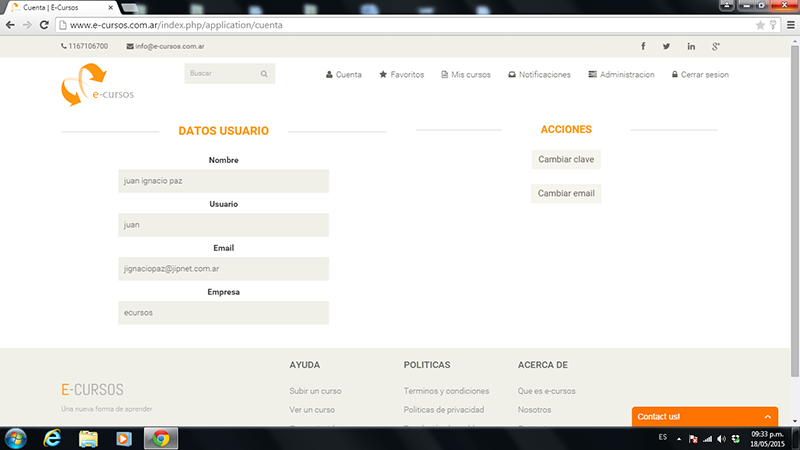 Cuenta | E-Cursos
www.e-cursos.com.ar/index.php/application/cuenta
1167106700 info@e-cursos.com.ar
e-cursos
Buscar
Cuenta Favoritos Mis cursos Notificaciones Administracion Cerrar sesion
DATOS USUARIO
Nombre
juan ignacio paz
Usuario
juan
Email
jignaciopaz@jipnet.com.ar
Empresa
ecursos
ACCIONES
Cambiar clave
Cambiar email
E-CURSOS
Una nueva forma de aprender
AYUDA
Subir un curso
Ver un curso
POLITICAS
Terminos y condiciones
Politicas de privacidad
ACERCA DE
Que es e-cursos
Nosotros
Contact us!
ES
09:33 p.m.
18/05/2015